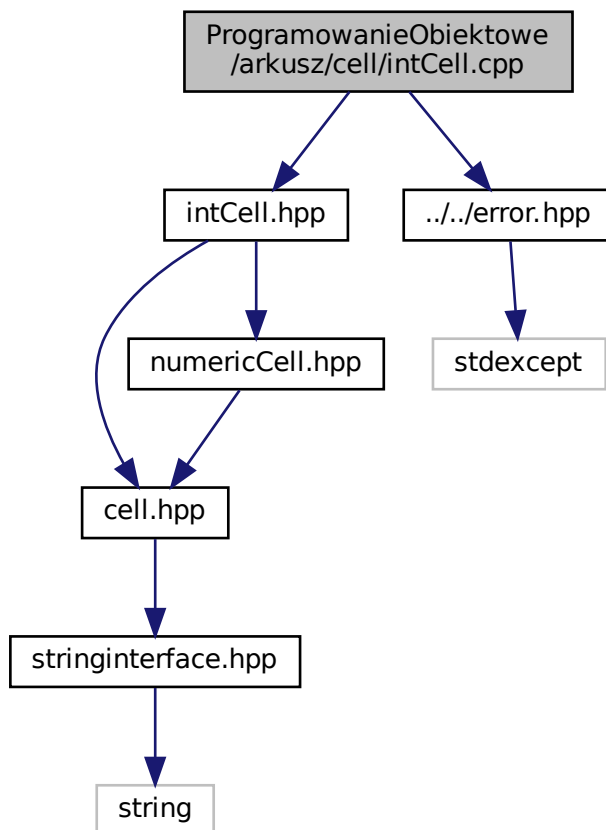 ProgramowanieObiektowe
/arkusz/cell/intCell.cpp
intCell.hpp
../../error.hpp
numericCell.hpp
stdexcept
cell.hpp
stringinterface.hpp
string